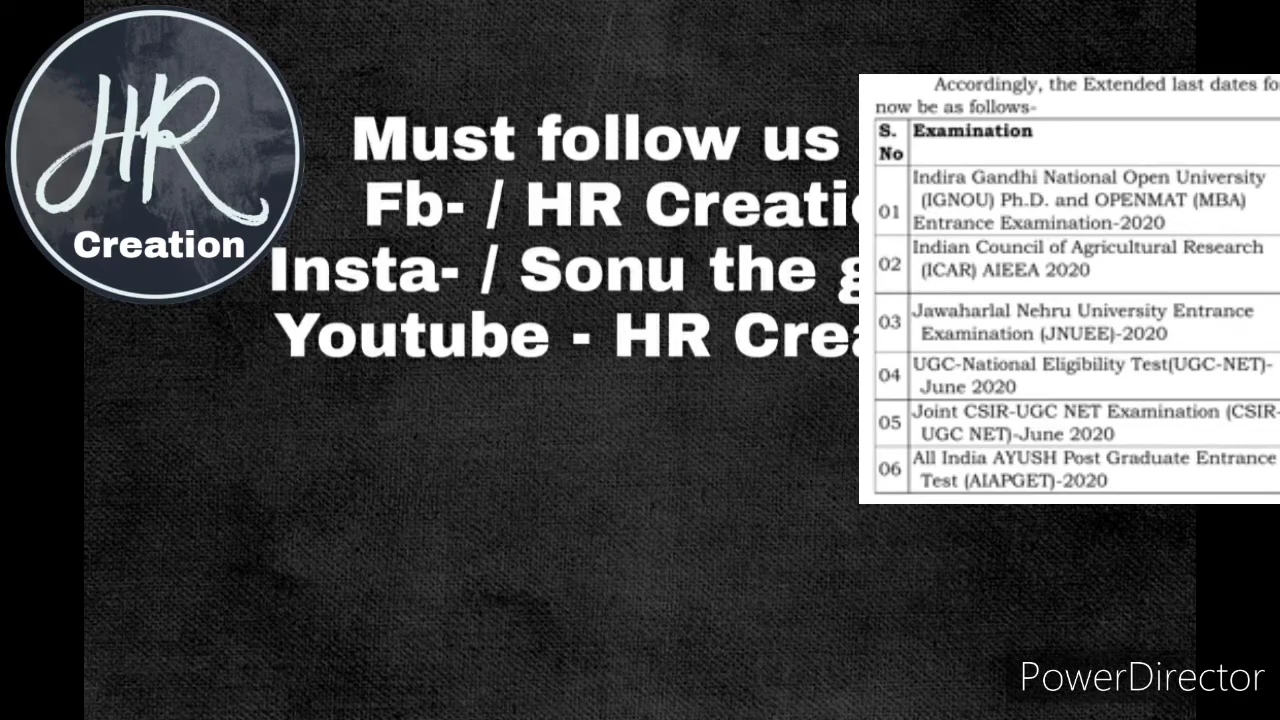 HR
Creation
Must follow us
Fb- / HR
Insta- / Sonu the
Youtube - HR
Accordingly, the Extended last dates
now be as follows-
S. No
Examination
01
Indira Gandhi National Open University
(IGNOU) Ph.D. and OPENMAT (MBA)
Entrance Examination-2020
02
Indian Council of Agricultural Research
(ICAR) AIEEA 2020
03
Jawaharlal Nehru University Entrance
Examination (JNUEE)-2020
04
UGC-National Eligibility Test(UGC-NET)-
June 2020
05
Joint CSIR-UGC NET Examination (CSIR-
UGC NET)-June 2020
06
All India AYUSH Post Graduate Entrance
Test (AIAPGET)-2020
PowerDirector